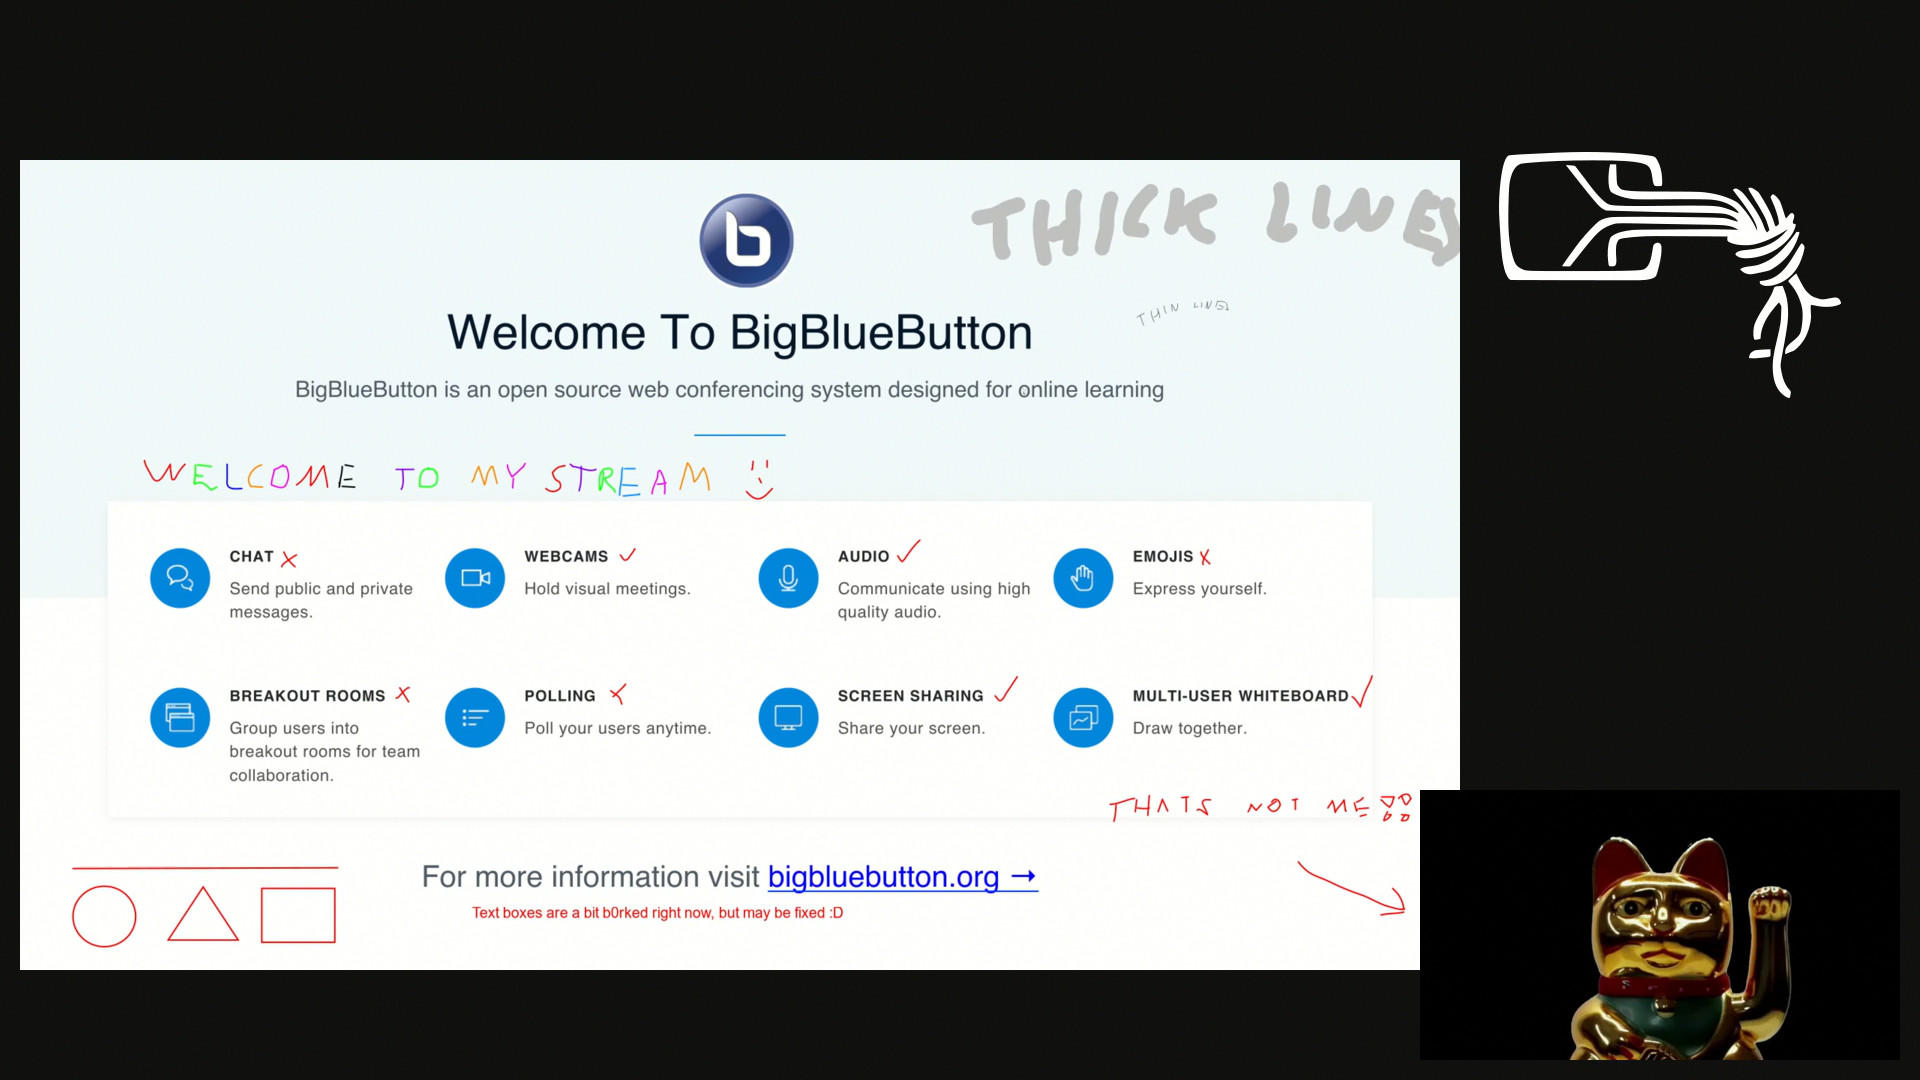 THICK LINES
Welcome To BigBlueButton
THIN LINES
BigBlueButton is an open source web conferencing system designed for online learning
WELCOME TO MY STREAM :)
CHAT x
Send public and private
messages.
WEBCAMS ✓
Hold visual meetings.
AUDIO ✓
Communicate using high
quality audio.
EMOJIS x
Express yourself.
BREAKOUT ROOMS x
Group users into
breakout rooms for team
collaboration.
POLLING x
Poll your users anytime.
SCREEN SHARING ✓
Share your screen.
MULTI-USER WHITEBOARD ✓
Draw together.
THATS NOT ME!!
For more information visit bigbluebutton.org →
Text boxes are a bit b0rked right now, but may be fixed :D